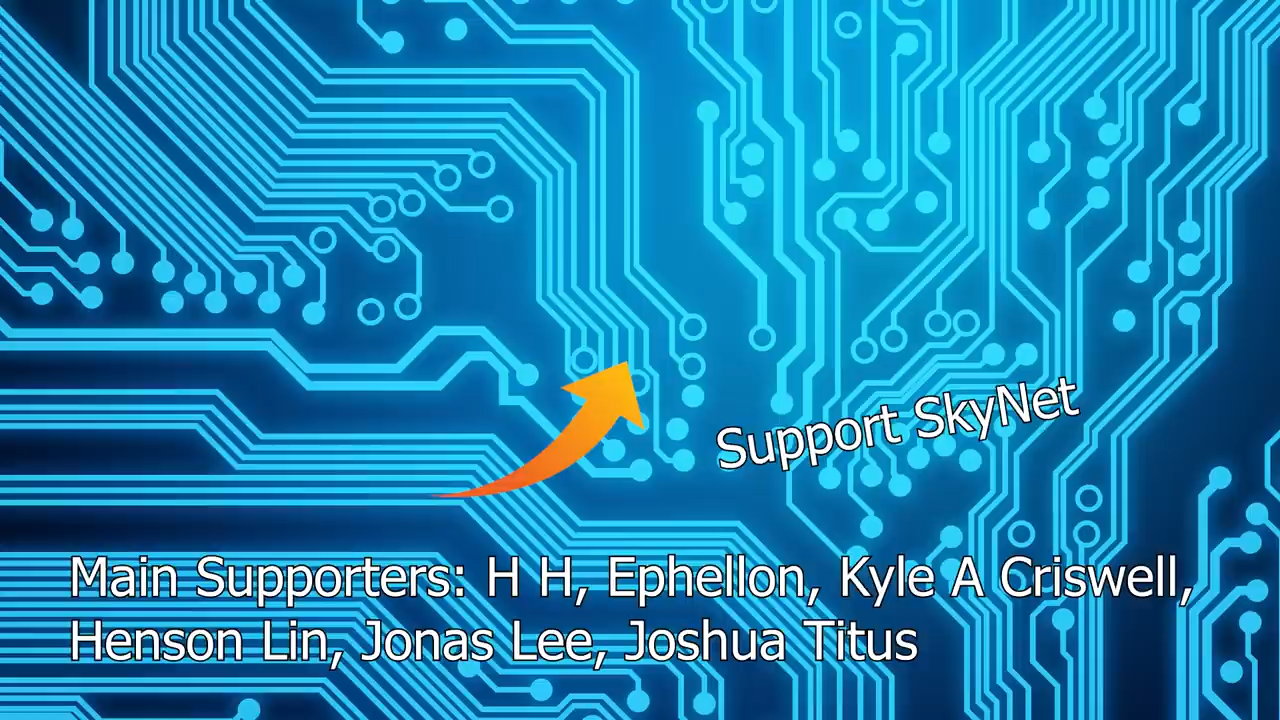 Support SkyNet
Main Supporters: H H, Ephellon, Kyle A Criswell,
Henson Lin, Jonas Lee, Joshua Titus